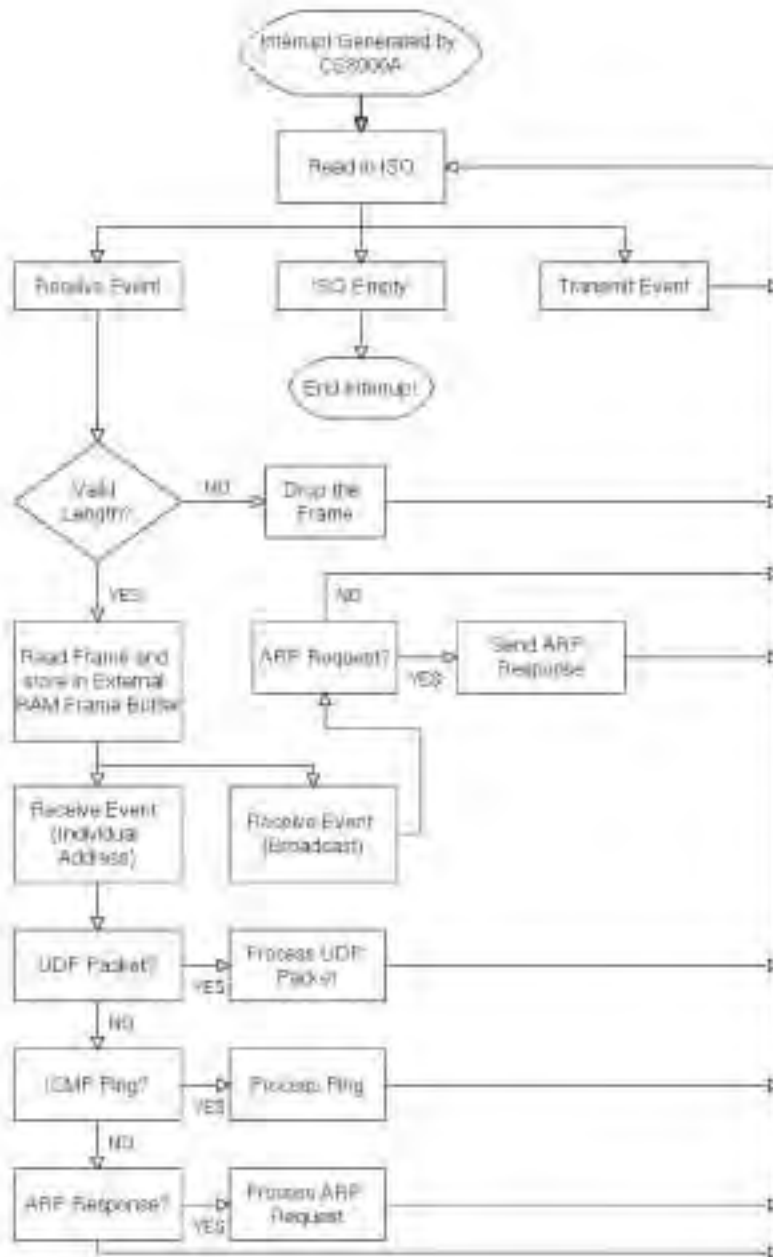 Interrupt Generated by
CS8900A
Read in ISQ
Receive Event
ISQ Empty
Transmit Event
End Interrupt
Valid
Length?
NO
Drop the
Frame
YES
NO
Read Frame and
store in External
RAM Frame Buffer
ARP Request?
YES
Send ARP
Response
Receive Event
(Individual
Address)
Receive Event
(Broadcast)
UDP Packet?
YES
Process UDP
Packet
NO
ICMP Ping?
YES
Process Ping
NO
ARP Response?
YES
Process ARP
Request